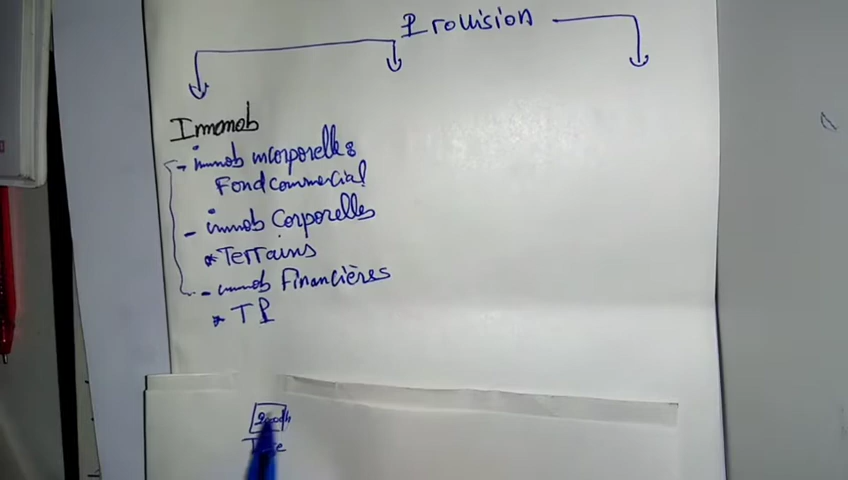 Provision
Immob
- immob incorporelles
Fond commercial
- immob Corporelles
* Terrains
- immob Financières
* TP